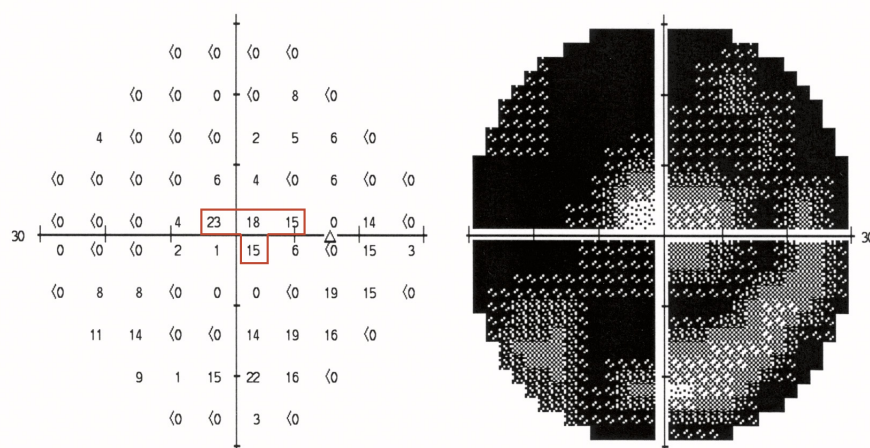 <0 <0 <0 <0
<0 <0 0 <0 8 <0
4 <0 <0 <0 2 5 6 <0
<0 <0 <0 <0 6 4 <0 6 <0 <0
<0 <0 <0 4 23 18 15 0 14 <0
30 30
0 <0 <0 2 1 15 6 <0 15 3
<0 8 8 <0 0 0 <0 19 15 <0
11 14 <0 <0 14 19 16 <0
9 1 15 22 16 <0
<0 <0 3 <0